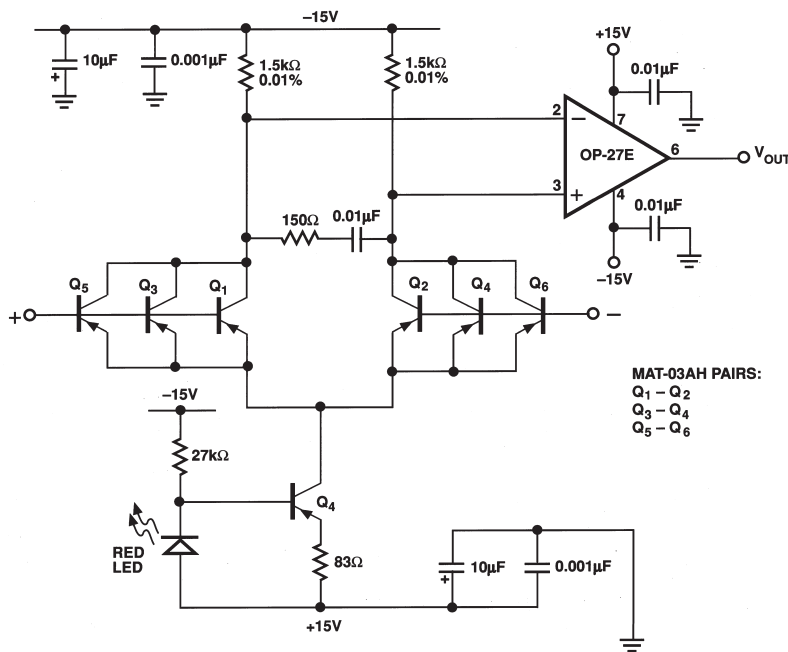 –15V
10μF
+
0.001μF
1.5kΩ
0.01%
1.5kΩ
0.01%
+15V
0.01μF
2
–
7
OP-27E
6
V OUT
3
+
4
0.01μF
–15V
150Ω
0.01μF
Q5
Q3
Q1
Q2
Q4
Q6
+
–
MAT-03AH PAIRS:
Q1 – Q2
Q3 – Q4
Q5 – Q6
–15V
27kΩ
Q4
RED
LED
83Ω
10μF
+
0.001μF
+15V